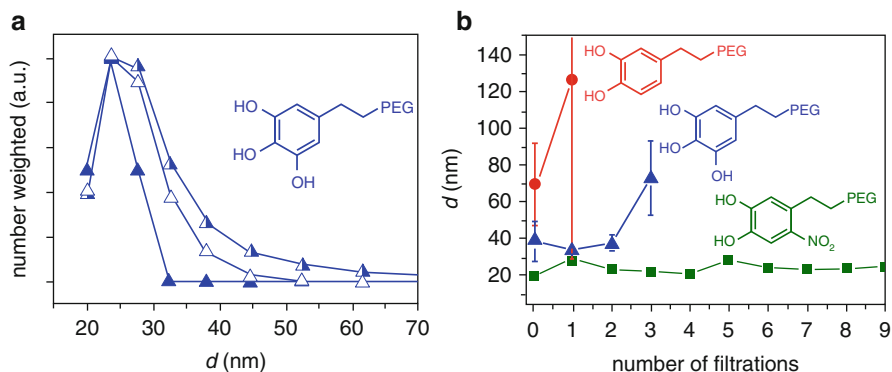 a
number weighted (a.u.)
HO
HO
OH
PEG
20 30 40 50 60 70
d (nm)
b
d (nm)
140
120
100
80
60
40
20
HO
HO
PEG
HO
HO
OH
PEG
HO
HO
NO2
PEG
0 1 2 3 4 5 6 7 8 9
number of filtrations